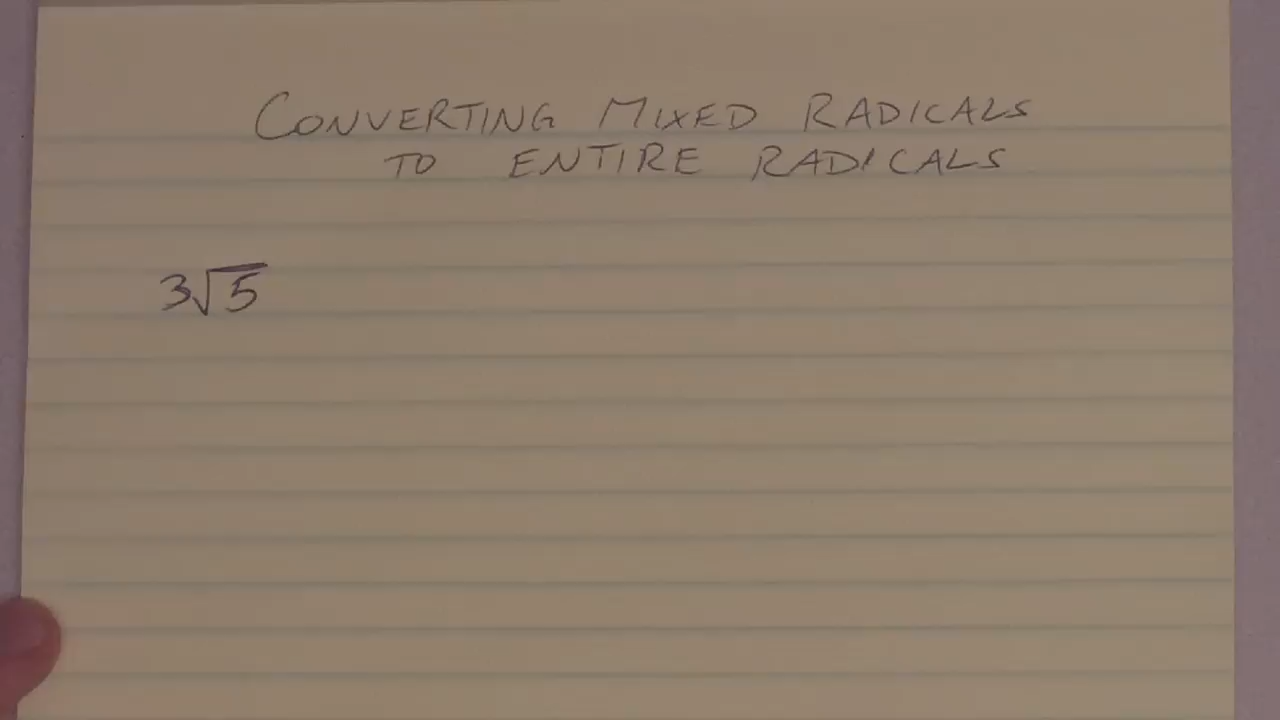 CONVERTING MIXED RADICALS
TO ENTIRE RADICALS
3√5